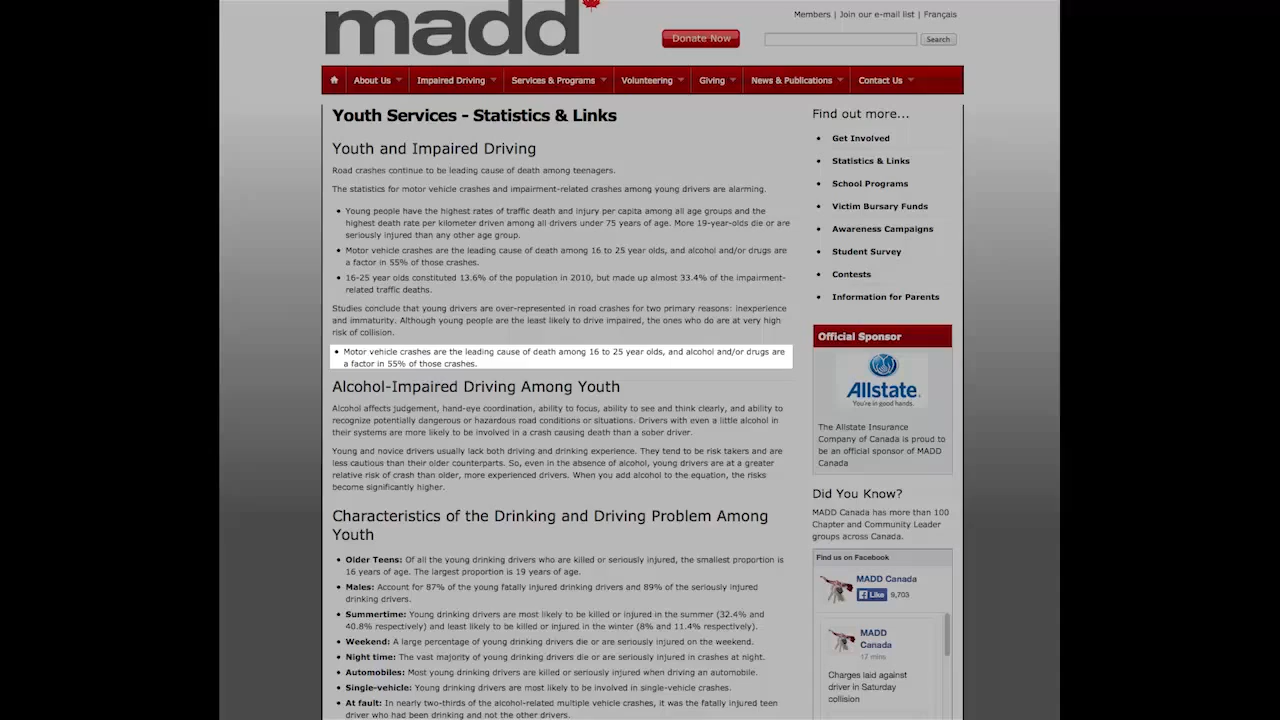 madd
Members | Join our e-mail list | Français
Donate Now
Search
About Us
Impaired Driving
Services & Programs
Volunteering
Giving
News & Publications
Contact Us
Youth Services - Statistics & Links
Youth and Impaired Driving
Road crashes continue to be leading cause of death among teenagers.
The statistics for motor vehicle crashes and impairment-related crashes among young drivers are alarming.
• Young people have the highest rates of traffic death and injury per capita among all age groups and the
highest death rate per kilometer driven among all drivers under 75 years of age. More 19-year-olds die or are
seriously injured than any other age group.
• Motor vehicle crashes are the leading cause of death among 16 to 25 year olds, and alcohol and/or drugs are
a factor in 55% of those crashes.
• 16-25 year olds constituted 13.6% of the population in 2010, but made up almost 33.4% of the impairment-
related traffic deaths.
Studies conclude that young drivers are over-represented in road crashes for two primary reasons: inexperience
and immaturity. Although young people are the least likely to drive impaired, the ones who do are at very high
risk of collision.
• Motor vehicle crashes are the leading cause of death among 16 to 25 year olds, and alcohol and/or drugs are
a factor in 55% of those crashes.
Alcohol-Impaired Driving Among Youth
Alcohol affects judgement, hand-eye coordination, ability to focus, ability to see and think clearly, and ability to
recognize potentially dangerous or hazardous road conditions or situations. Drivers with even a little alcohol in
their systems are more likely to be involved in a crash causing death than a sober driver.
Young and novice drivers usually lack both driving and drinking experience. They tend to be risk takers and are
less cautious than their older counterparts. So, even in the absence of alcohol, young drivers are at a greater
relative risk of crash than older, more experienced drivers. When you add alcohol to the equation, the risks
become significantly higher.
Characteristics of the Drinking and Driving Problem Among
Youth
• Older Teens: Of all the young drinking drivers who are killed or seriously injured, the smallest proportion is
16 years of age. The largest proportion is 19 years of age.
• Males: Account for 87% of the young fatally injured drinking drivers and 89% of the seriously injured
drinking drivers.
• Summertime: Young drinking drivers are most likely to be killed or injured in the summer (32.4% and
40.8% respectively) and least likely to be killed or injured in the winter (8% and 11.4% respectively).
• Weekend: A large percentage of young drinking drivers die or are seriously injured on the weekend.
• Night time: The vast majority of young drinking drivers die or are seriously injured in crashes at night.
• Automobiles: Most young drinking drivers are killed or seriously injured when driving an automobile.
• Single-vehicle: Young drinking drivers are most likely to be involved in single-vehicle crashes.
• At fault: In nearly two-thirds of the alcohol-related multiple vehicle crashes, it was the fatally injured teen
driver who had been drinking and not the other drivers.
Find out more...
• Get Involved
• Statistics & Links
• School Programs
• Victim Bursary Funds
• Awareness Campaigns
• Student Survey
• Contests
• Information for Parents
Official Sponsor
Allstate.
You're in good hands.
The Allstate Insurance
Company of Canada is proud to
be an official sponsor of MADD
Canada
Did You Know?
MADD Canada has more than 100
Chapter and Community Leader
groups across Canada.
Find us on Facebook
MADD Canada
Like 9,703
MADD
Canada
17 mins
Charges laid against
driver in Saturday
collision